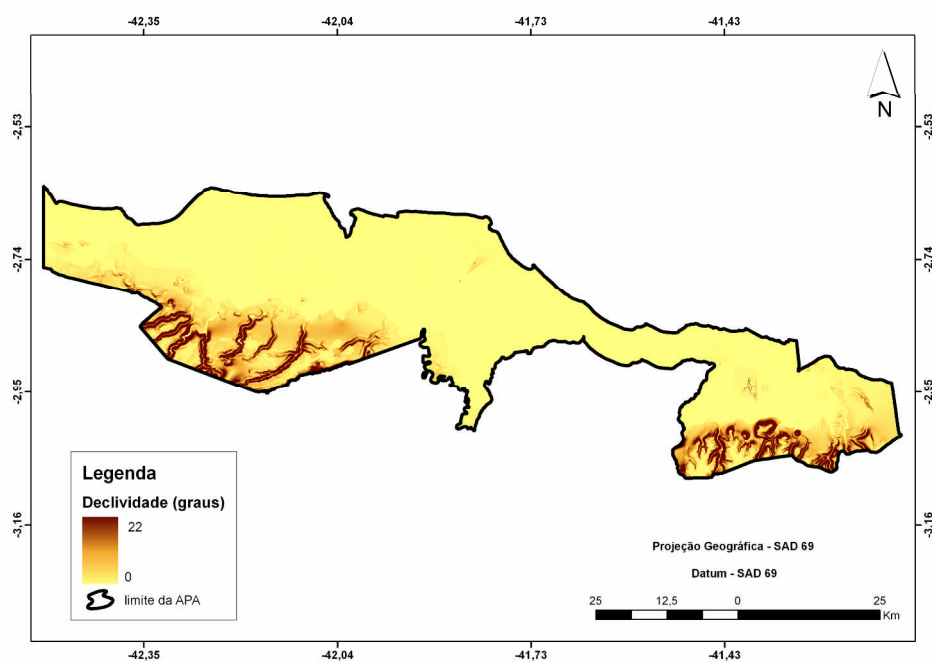 -42,35 -42,04 -41,73 -41,43
N
-2,53 -2,53
-2,74 -2,74
-2,95 -2,95
-3,16 -3,16
Legenda
Declividade (graus)
22
0
limite da APA
Projeção Geográfica - SAD 69
Datum - SAD 69
25 12,5 0 25
Km
-42,35 -42,04 -41,73 -41,43